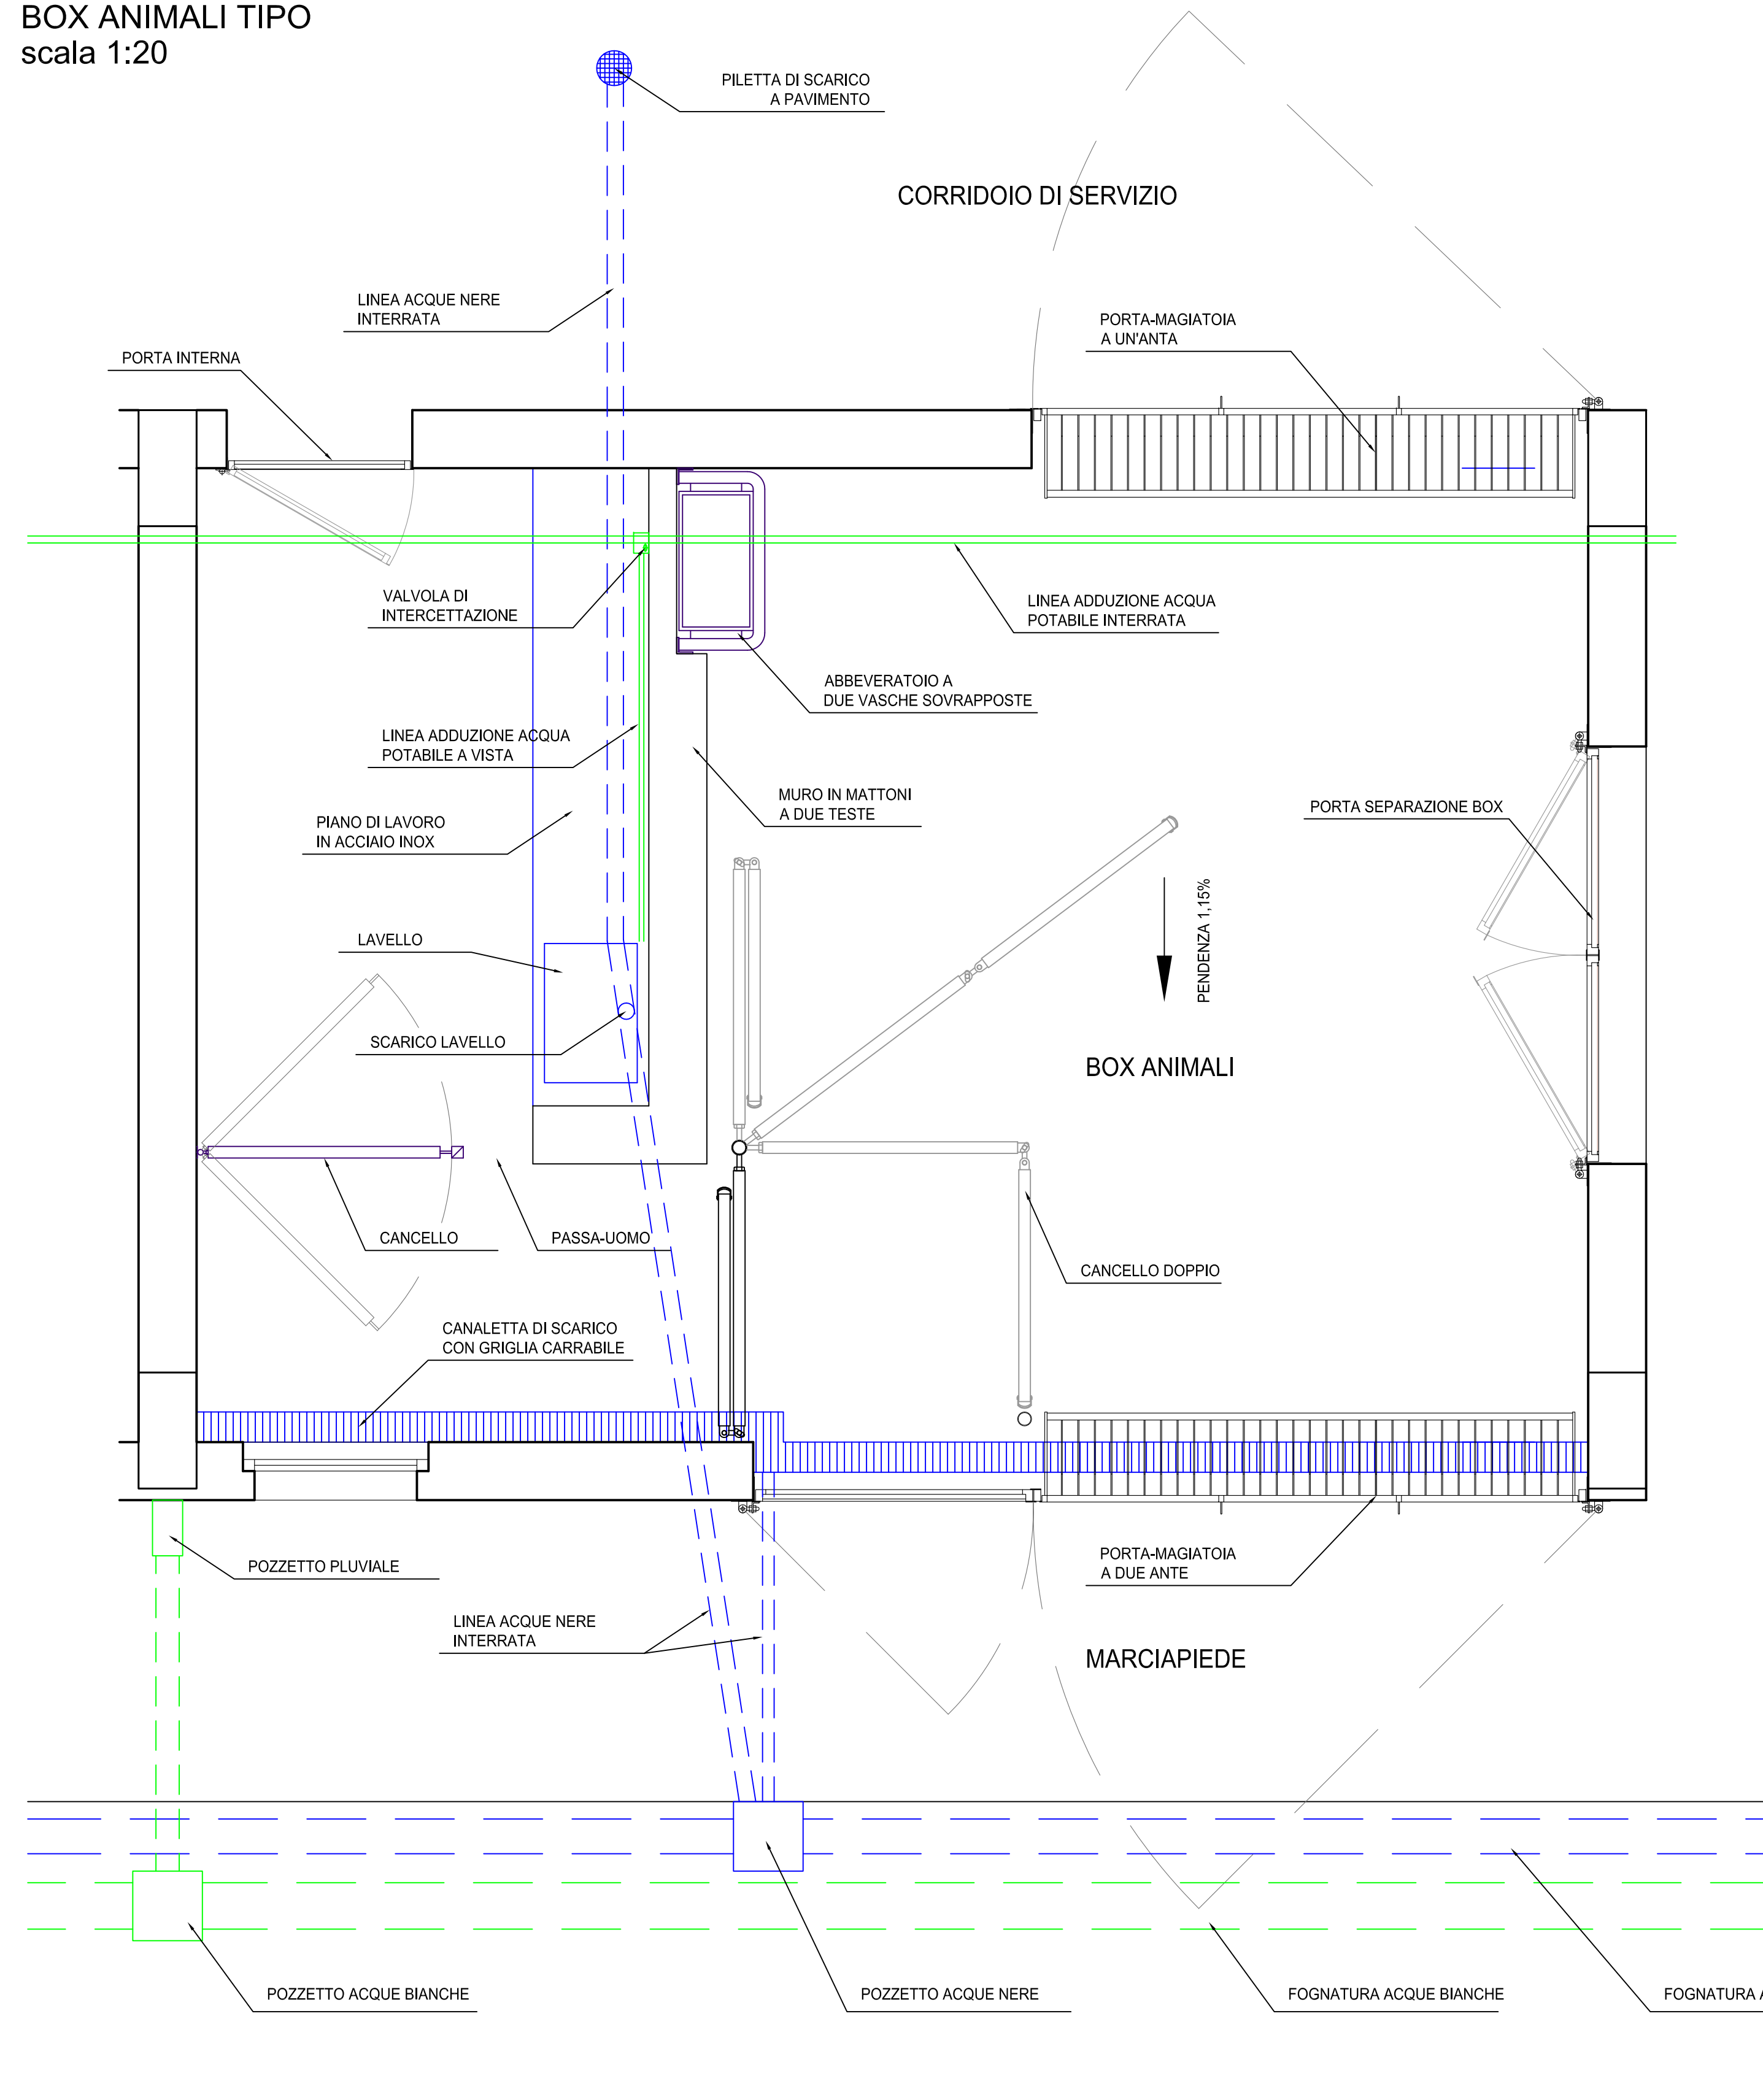 BOX ANIMALI TIPO
scala 1:20
PILETTA DI SCARICO
A PAVIMENTO
CORRIDOIO DI SERVIZIO
LINEA ACQUE NERE
INTERRATA
PORTA-MAGIATOIA
A UN'ANTA
PORTA INTERNA
VALVOLA DI
INTERCETTAZIONE
LINEA ADDUZIONE ACQUA
POTABILE INTERRATA
ABBEVERATOIO A
DUE VASCHE SOVRAPPOSTE
LINEA ADDUZIONE ACQUA
POTABILE A VISTA
MURO IN MATTONI
A DUE TESTE
PORTA SEPARAZIONE BOX
PIANO DI LAVORO
IN ACCIAIO INOX
PENDENZA 1,15%
LAVELLO
SCARICO LAVELLO
BOX ANIMALI
CANCELLO
PASSA-UOMO
CANCELLO DOPPIO
CANALETTA DI SCARICO
CON GRIGLIA CARRABILE
POZZETTO PLUVIALE
PORTA-MAGIATOIA
A DUE ANTE
LINEA ACQUE NERE
INTERRATA
MARCIAPIEDE
POZZETTO ACQUE BIANCHE
POZZETTO ACQUE NERE
FOGNATURA ACQUE BIANCHE
FOGNATURA